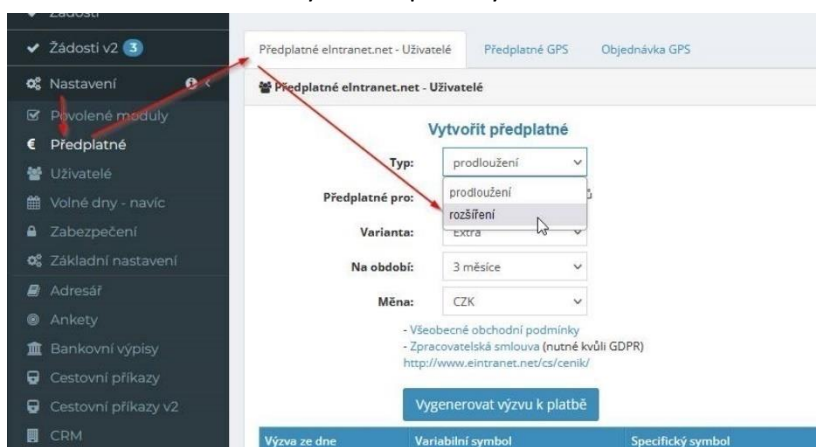 Žádosti
Žádosti v2 3
Nastavení
Povolené moduly
€ Předplatné
Uživatelé
Volné dny - navíc
Zabezpečení
Základní nastavení
Adresář
Ankety
Bankovní výpisy
Cestovní příkazy
Cestovní příkazy v2
CRM
Předplatné eIntranet.net - Uživatelé Předplatné GPS Objednávka GPS
Předplatné eIntranet.net - Uživatelé
Vytvořit předplatné
Typ: prodloužení
prodloužení
rozšíření
Předplatné pro:
Varianta: Extra
Na období: 3 měsíce
Měna: CZK
- Všeobecné obchodní podmínky
- Zpracovatelská smlouva (nutné kvůli GDPR)
http://www.eintranet.net/cs/cenik/
Vygenerovat výzvu k platbě
Výzva ze dne Variabilní symbol Specifický symbol